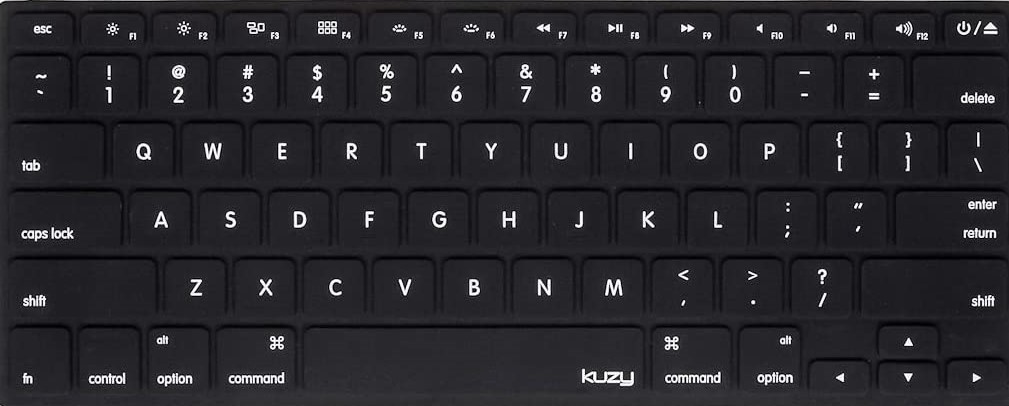 esc F1 F2 F3 F4 F5 F6 F7 F8 F9 F10 F11 F12
~ ! @ # $ % ^ & * ( ) _ +
` 1 2 3 4 5 6 7 8 9 0 - = delete
tab Q W E R T Y U I O P { } |
[ ] \
caps lock A S D F G H J K L : " enter
; ' return
shift Z X C V B N M < > ? shift
, . /
alt ⌘ ⌘ alt
fn control option command kuzy command option